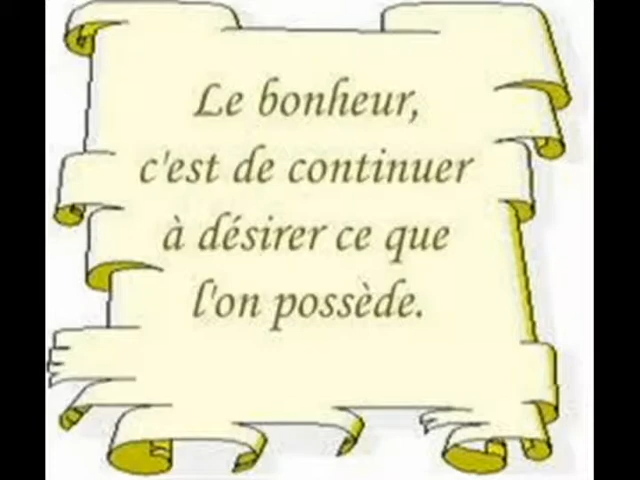 Le bonheur,
c'est de continuer
à désirer ce que
l'on possède.